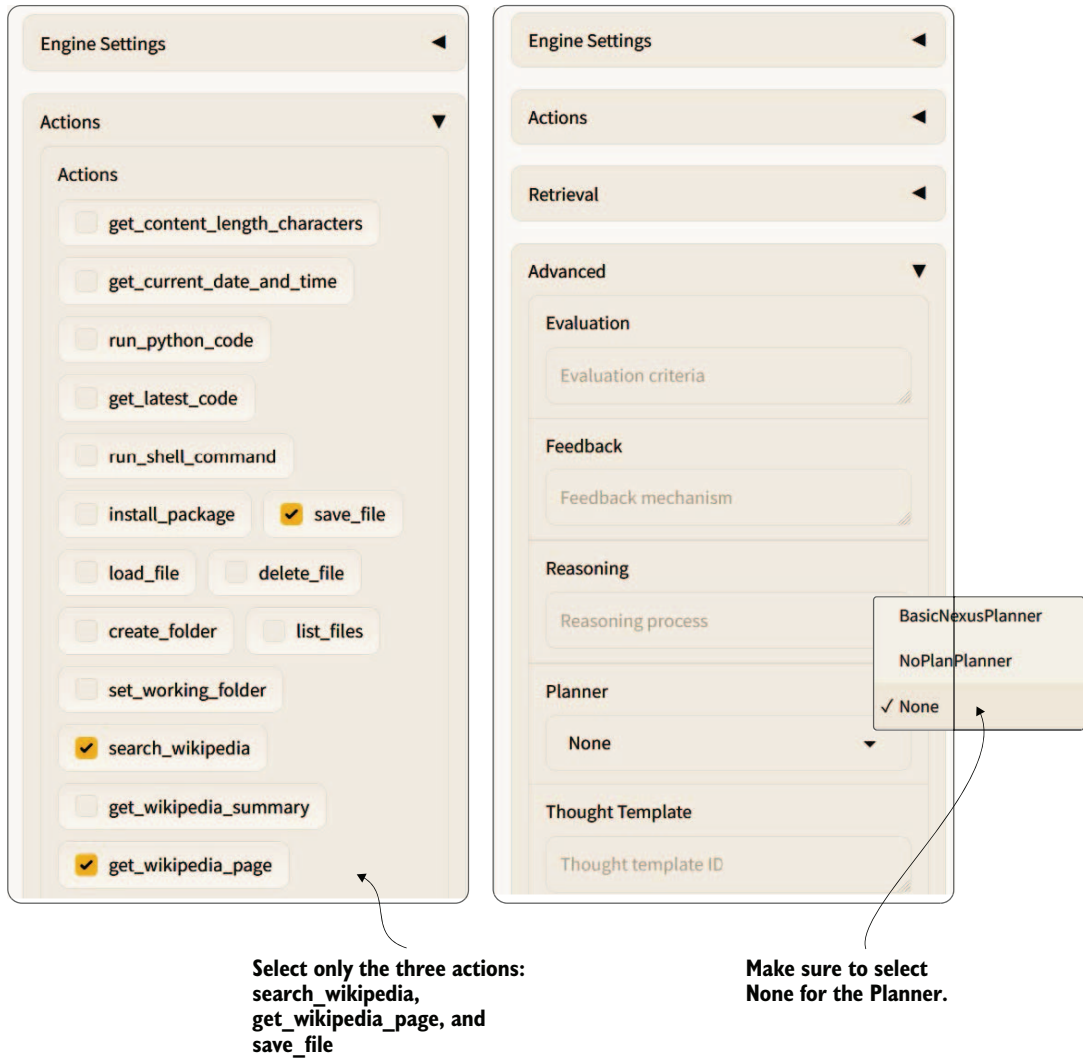 Engine Settings
Actions
Actions
get_content_length_characters
get_current_date_and_time
run_python_code
get_latest_code
run_shell_command
install_package save_file
load_file delete_file
create_folder list_files
set_working_folder
search_wikipedia
get_wikipedia_summary
get_wikipedia_page
Select only the three actions:
search_wikipedia,
get_wikipedia_page, and
save_file
Engine Settings
Actions
Retrieval
Advanced
Evaluation
Evaluation criteria
Feedback
Feedback mechanism
Reasoning
Reasoning process
Planner
None
BasicNexusPlanner
NoPlanPlanner
✓ None
Thought Template
Thought template ID
Make sure to select
None for the Planner.